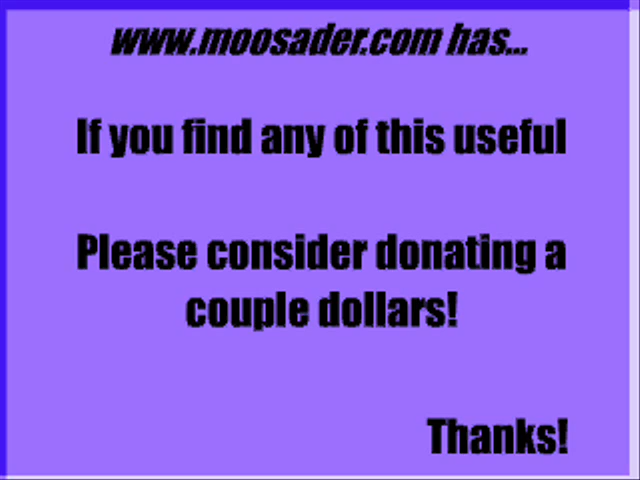 www.moosader.com has...
If you find any of this useful
Please consider donating a
couple dollars!
Thanks!